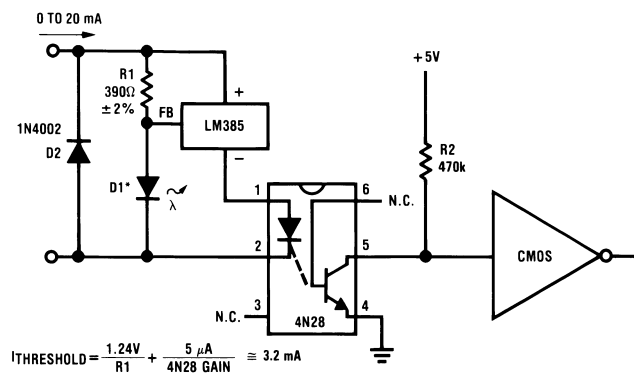 0 TO 20 mA
+5V
R1
390Ω
±2%
FB
+
LM385
−
1N4002
D2
D1*
λ
R2
470k
1
6
N.C.
2
5
CMOS
N.C.
3
4
4N28
ITHRESHOLD = 1.24V / R1 + 5 μA / 4N28 GAIN ≅ 3.2 mA